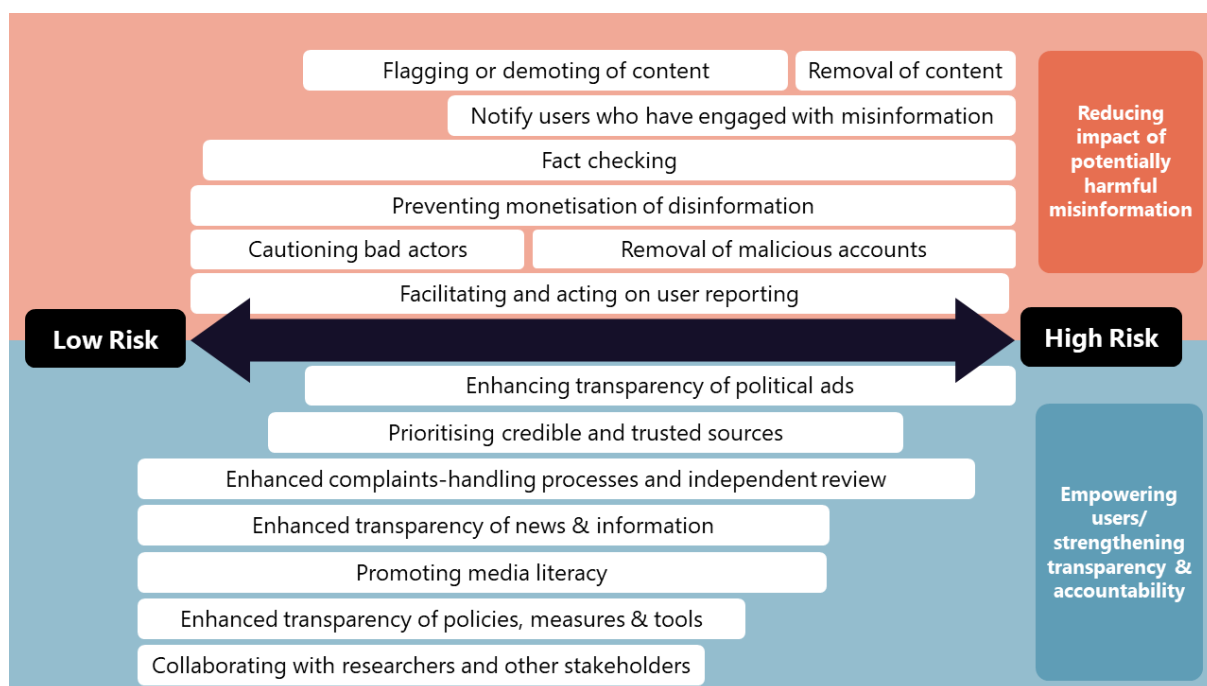 Flagging or demoting of content
Removal of content
Notify users who have engaged with misinformation
Fact checking
Preventing monetisation of disinformation
Cautioning bad actors
Removal of malicious accounts
Facilitating and acting on user reporting
Reducing
impact of
potentially
harmful
misinformation
Low Risk
High Risk
Enhancing transparency of political ads
Prioritising credible and trusted sources
Enhanced complaints-handling processes and independent review
Enhanced transparency of news & information
Promoting media literacy
Enhanced transparency of policies, measures & tools
Collaborating with researchers and other stakeholders
Empowering
users/
strengthening
transparency &
accountability